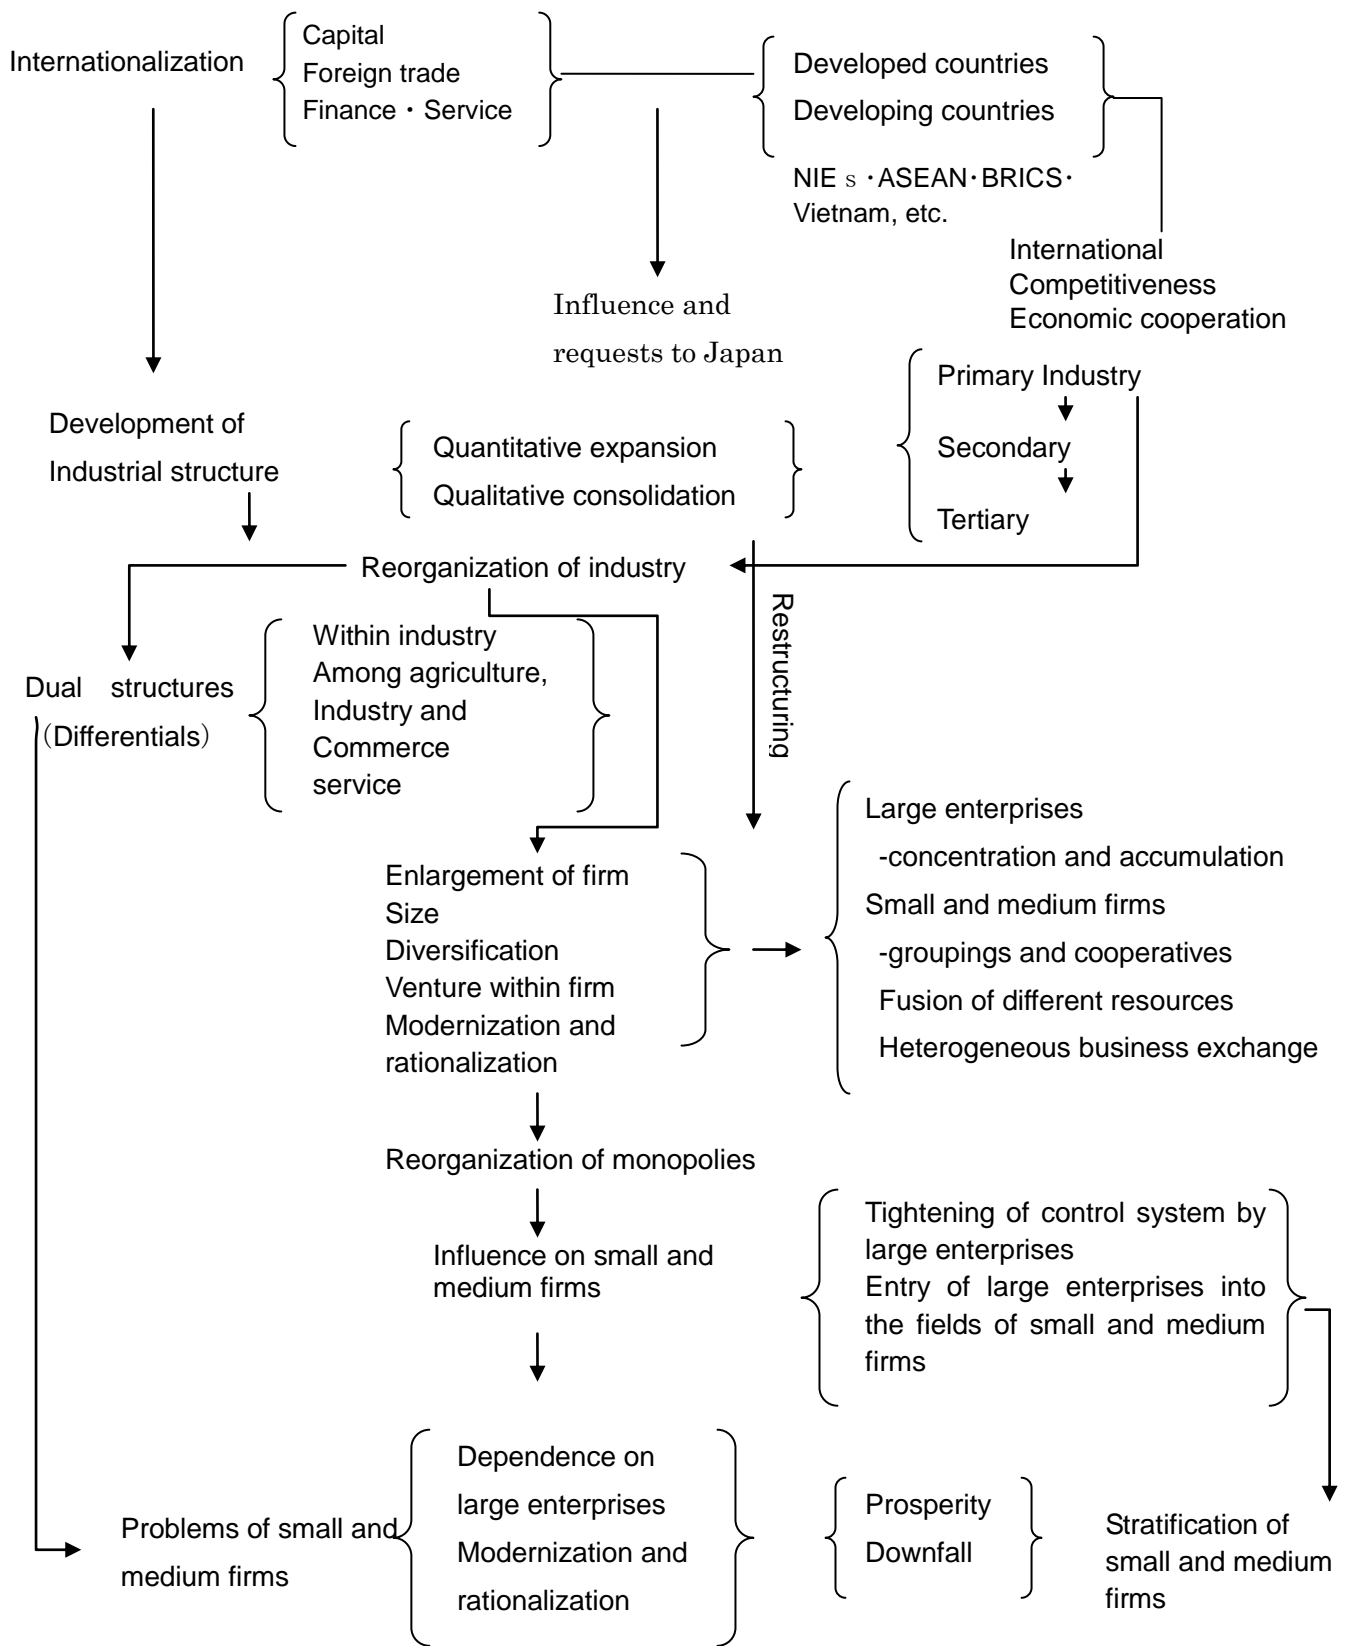 Internationalization
Capital
Foreign trade
Finance・Service
Developed countries
Developing countries
NIE s ・ASEAN・BRICS・
Vietnam, etc.
International
Competitiveness
Economic cooperation
Influence and
requests to Japan
Primary Industry
Secondary
Tertiary
Development of
Industrial structure
Quantitative expansion
Qualitative consolidation
Reorganization of industry
Restructuring
Within industry
Among agriculture,
Industry and
Commerce
service
Dual structures
（Differentials）
Enlargement of firm
Size
Diversification
Venture within firm
Modernization and
rationalization
Large enterprises
-concentration and accumulation
Small and medium firms
-groupings and cooperatives
Fusion of different resources
Heterogeneous business exchange
Reorganization of monopolies
Influence on small and
medium firms
Tightening of control system by
large enterprises
Entry of large enterprises into
the fields of small and medium
firms
Problems of small and
medium firms
Dependence on
large enterprises
Modernization and
rationalization
Prosperity
Downfall
Stratification of
small and medium
firms